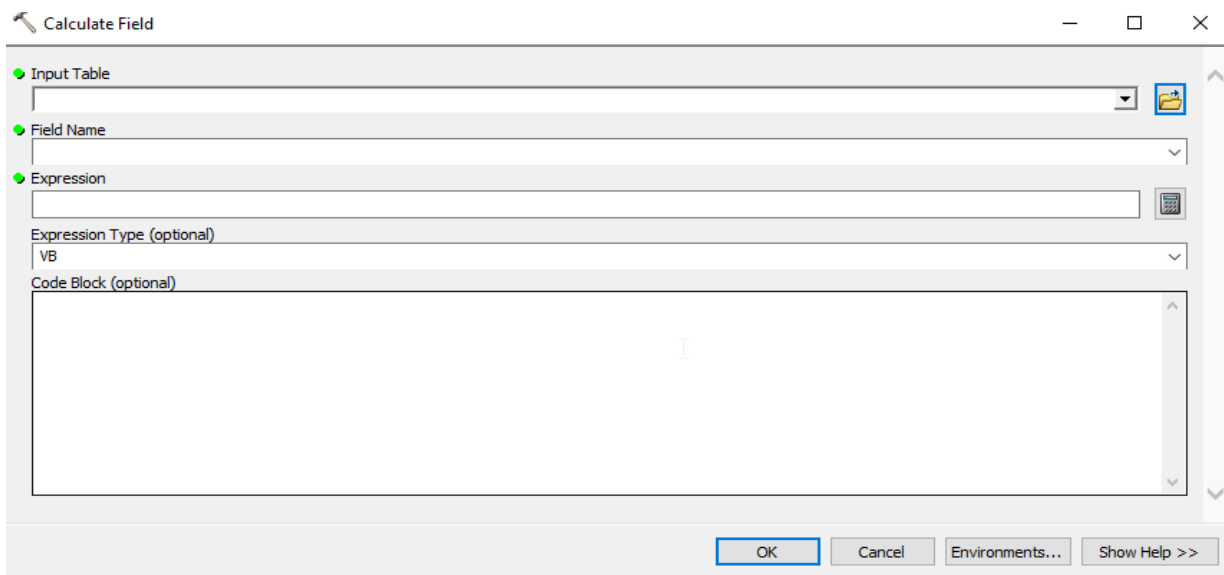 Calculate Field
Input Table
Field Name
Expression
Expression Type (optional)
VB
Code Block (optional)
OK
Cancel
Environments...
Show Help >>